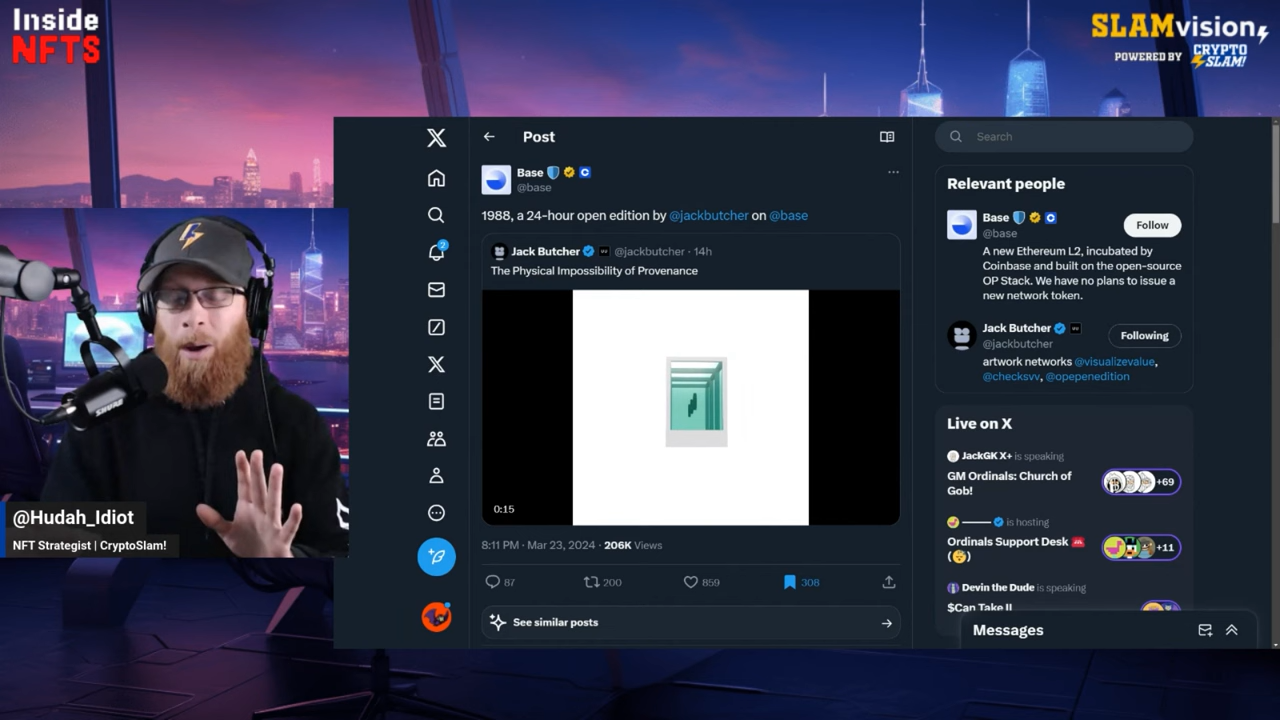 Inside
NFTS
SLAMvision
POWERED BY CRYPTO SLAM!
@Hudah_Idiot
NFT Strategist | CryptoSlam!
SHURE
2
Post
Base
@base
1988, a 24-hour open edition by @jackbutcher on @base
Jack Butcher @jackbutcher · 14h
The Physical Impossibility of Provenance
0:15
8:11 PM · Mar 23, 2024 · 206K Views
87 200 859 308
See similar posts
Search
Relevant people
Base
@base
Follow
A new Ethereum L2, incubated by
Coinbase and built on the open-source
OP Stack. We have no plans to issue a
new network token.
Jack Butcher
@jackbutcher
Following
artwork networks @visualizevalue,
@checksvv, @opepenedition
Live on X
JackGK X+ is speaking
GM Ordinals: Church of
Gob!
+69
is hosting
Ordinals Support Desk
+11
Devin the Dude is speaking
Messages